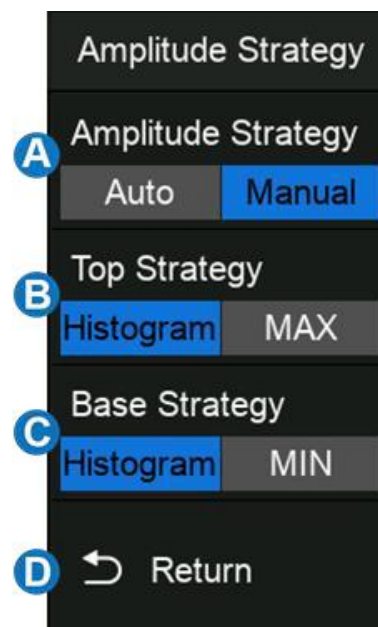 Amplitude Strategy
A
Amplitude Strategy
Auto Manual
B
Top Strategy
Histogram MAX
C
Base Strategy
Histogram MIN
D Return